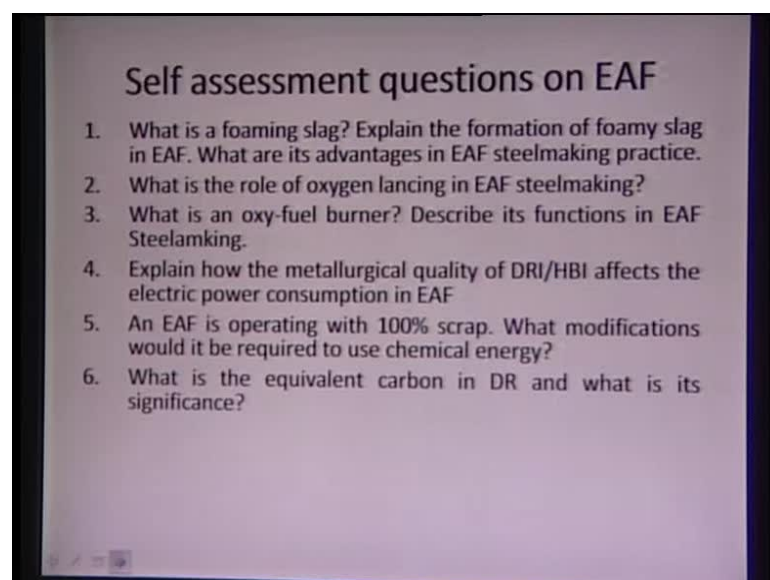 Self assessment questions on EAF
1. What is a foaming slag? Explain the formation of foamy slag
in EAF. What are its advantages in EAF steelmaking practice.
2. What is the role of oxygen lancing in EAF steelmaking?
3. What is an oxy-fuel burner? Describe its functions in EAF
Steelamking.
4. Explain how the metallurgical quality of DRI/HBI affects the
electric power consumption in EAF
5. An EAF is operating with 100% scrap. What modifications
would it be required to use chemical energy?
6. What is the equivalent carbon in DR and what is its
significance?